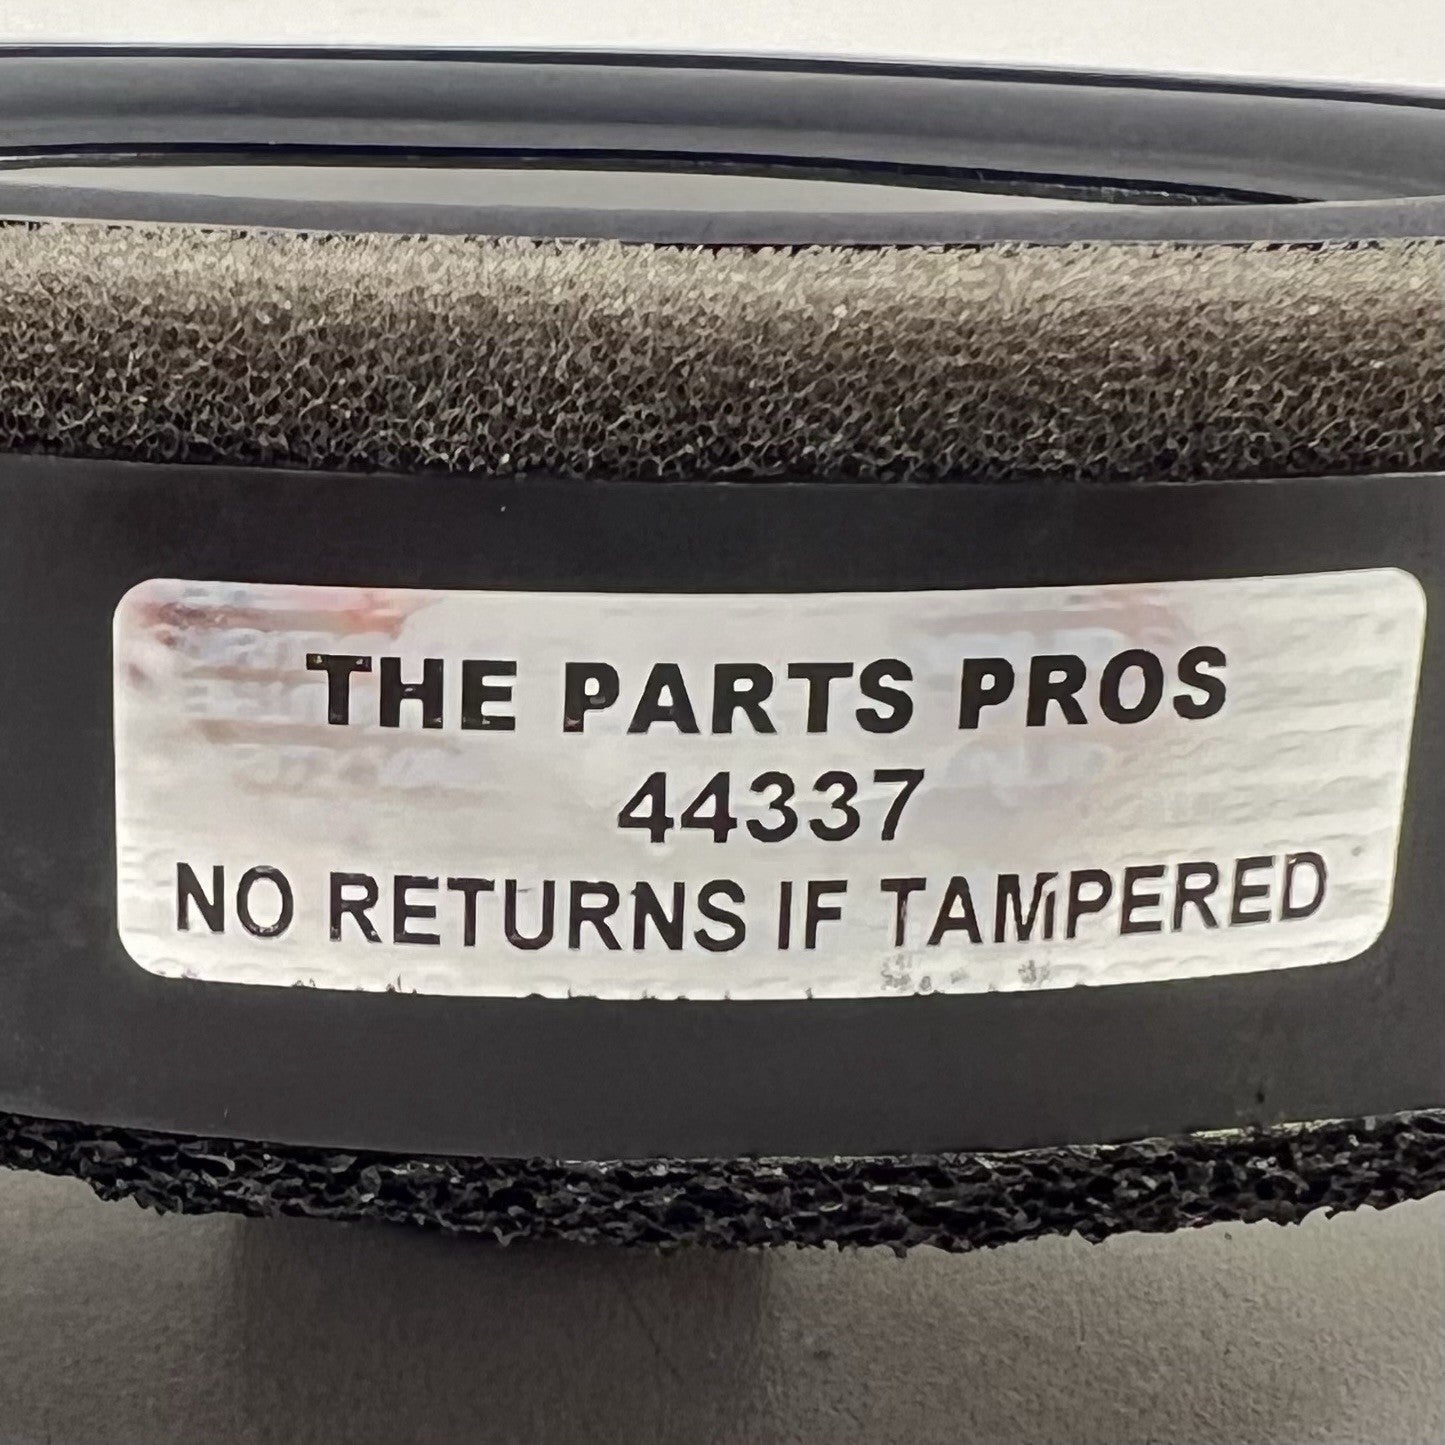 THE PARTS PROS
44337
NO RETURNS IF TAMPERED